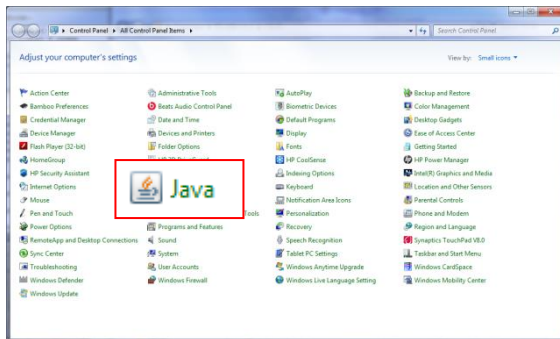 Control Panel ▸ All Control Panel Items ▸
Search Control Panel
Adjust your computer's settings
View by: Small icons
Action Center
Administrative Tools
AutoPlay
Backup and Restore
Bamboo Preferences
Beats Audio Control Panel
Biometric Devices
Color Management
Credential Manager
Date and Time
Default Programs
Desktop Gadgets
Device Manager
Devices and Printers
Display
Ease of Access Center
Flash Player (32-bit)
Folder Options
Fonts
Getting Started
HomeGroup
HP CoolSense
HP Power Manager
HP Security Assistant
Java
Indexing Options
Intel(R) Graphics and Media
Internet Options
Keyboard
Location and Other Sensors
Mouse
Notification Area Icons
Parental Controls
Pen and Touch
Tools
Personalization
Phone and Modem
Power Options
Programs and Features
Recovery
Region and Language
RemoteApp and Desktop Connections
Sound
Speech Recognition
Synaptics TouchPad V8.0
Sync Center
System
Tablet PC Settings
Taskbar and Start Menu
Troubleshooting
User Accounts
Windows Anytime Upgrade
Windows CardSpace
Windows Defender
Windows Firewall
Windows Live Language Setting
Windows Mobility Center
Windows Update